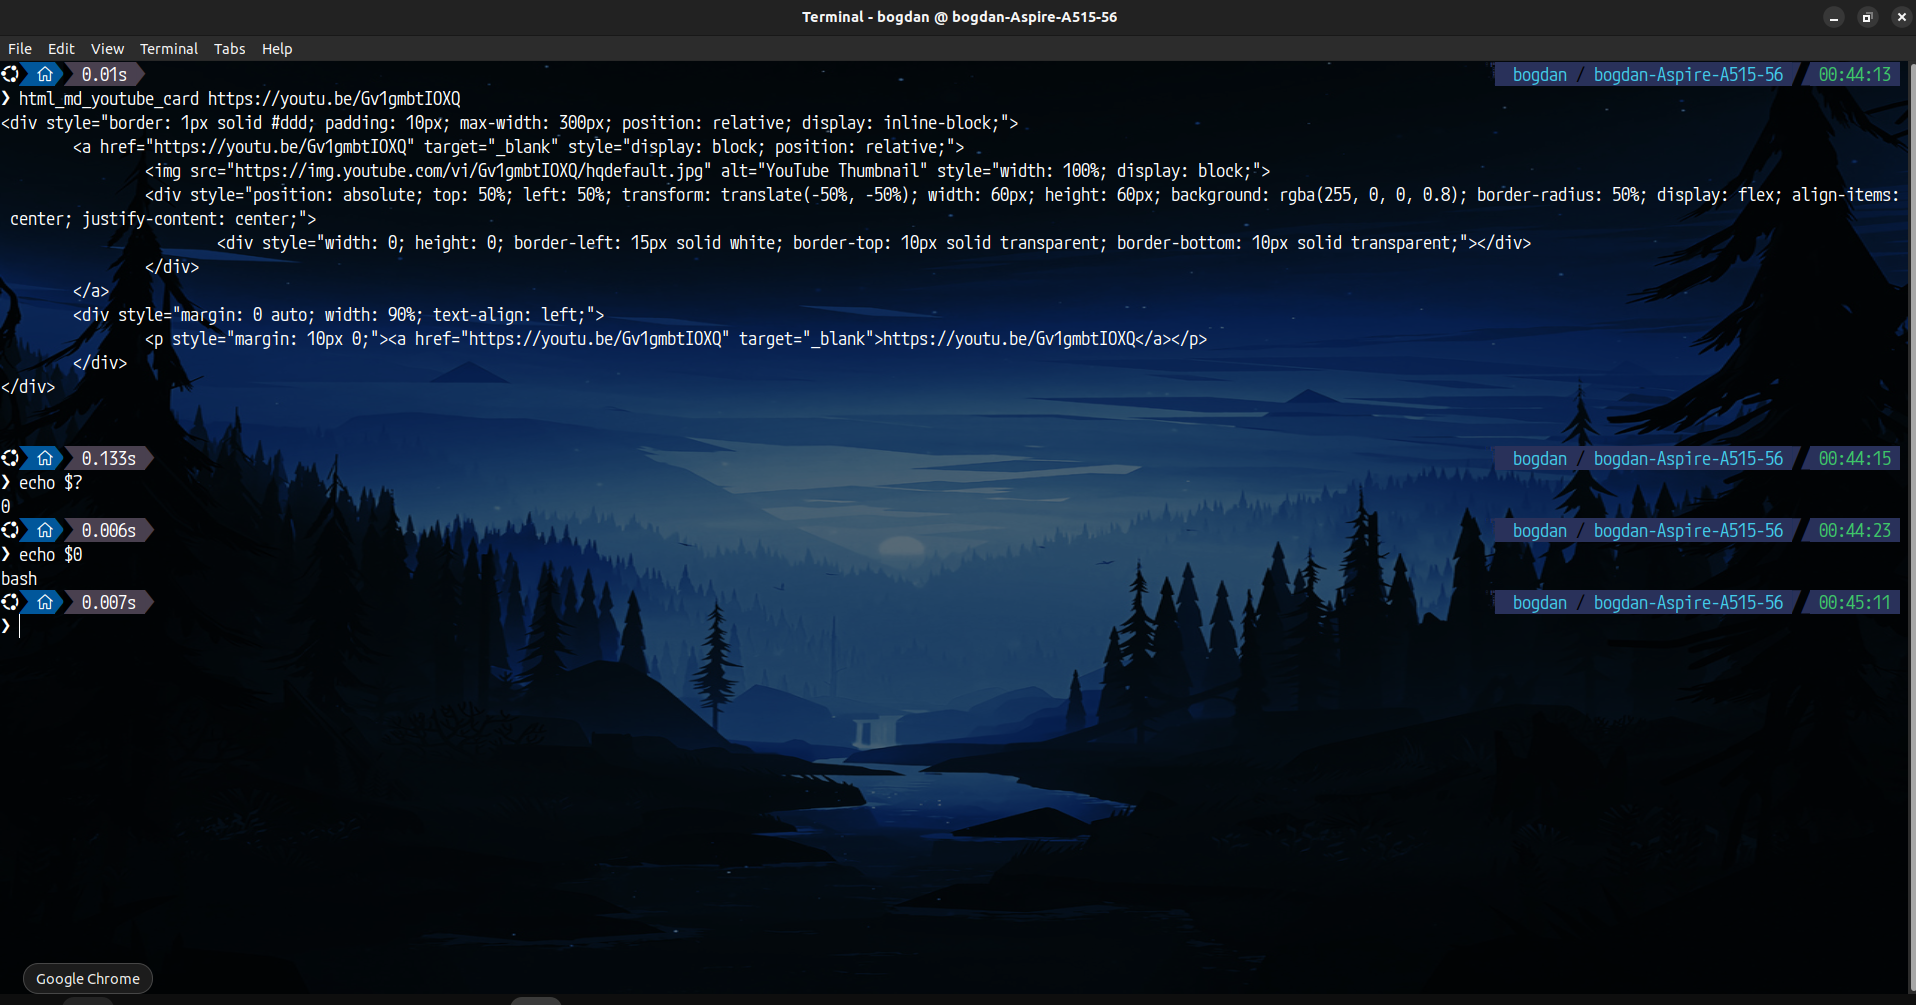 Terminal - bogdan @ bogdan-Aspire-A515-56
File Edit View Terminal Tabs Help
0.01s bogdan / bogdan-Aspire-A515-56 00:44:13
❯ html_md_youtube_card https://youtu.be/Gv1gmbtIOXQ
<div style="border: 1px solid #ddd; padding: 10px; max-width: 300px; position: relative; display: inline-block;">
<a href="https://youtu.be/Gv1gmbtIOXQ" target="_blank" style="display: block; position: relative;">
<img src="https://img.youtube.com/vi/Gv1gmbtIOXQ/hqdefault.jpg" alt="YouTube Thumbnail" style="width: 100%; display: block;">
<div style="position: absolute; top: 50%; left: 50%; transform: translate(-50%, -50%); width: 60px; height: 60px; background: rgba(255, 0, 0, 0.8); border-radius: 50%; display: flex; align-items:
center; justify-content: center;">
<div style="width: 0; height: 0; border-left: 15px solid white; border-top: 10px solid transparent; border-bottom: 10px solid transparent;"></div>
</div>
</a>
<div style="margin: 0 auto; width: 90%; text-align: left;">
<p style="margin: 10px 0;"><a href="https://youtu.be/Gv1gmbtIOXQ" target="_blank">https://youtu.be/Gv1gmbtIOXQ</a></p>
</div>
</div>
0.133s bogdan / bogdan-Aspire-A515-56 00:44:15
❯ echo $?
0
0.006s bogdan / bogdan-Aspire-A515-56 00:44:23
❯ echo $0
bash
0.007s bogdan / bogdan-Aspire-A515-56 00:45:11
❯
Google Chrome